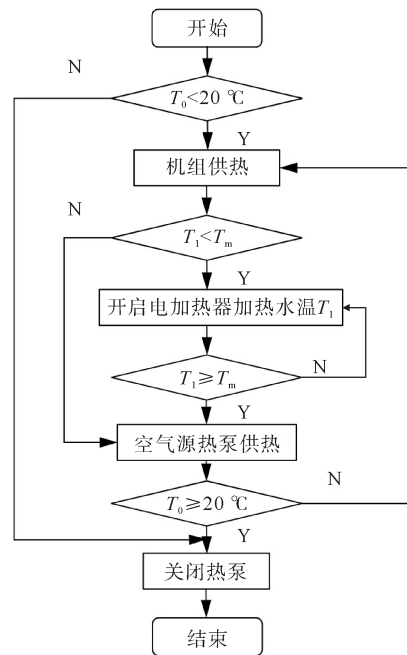 开始
N
T₀<20 ℃
Y
机组供热
N
T₁<Tₘ
Y
开启电加热器加热水温T₁
T₁≥Tₘ
N
Y
空气源热泵供热
N
T₀≥20 ℃
Y
关闭热泵
结束